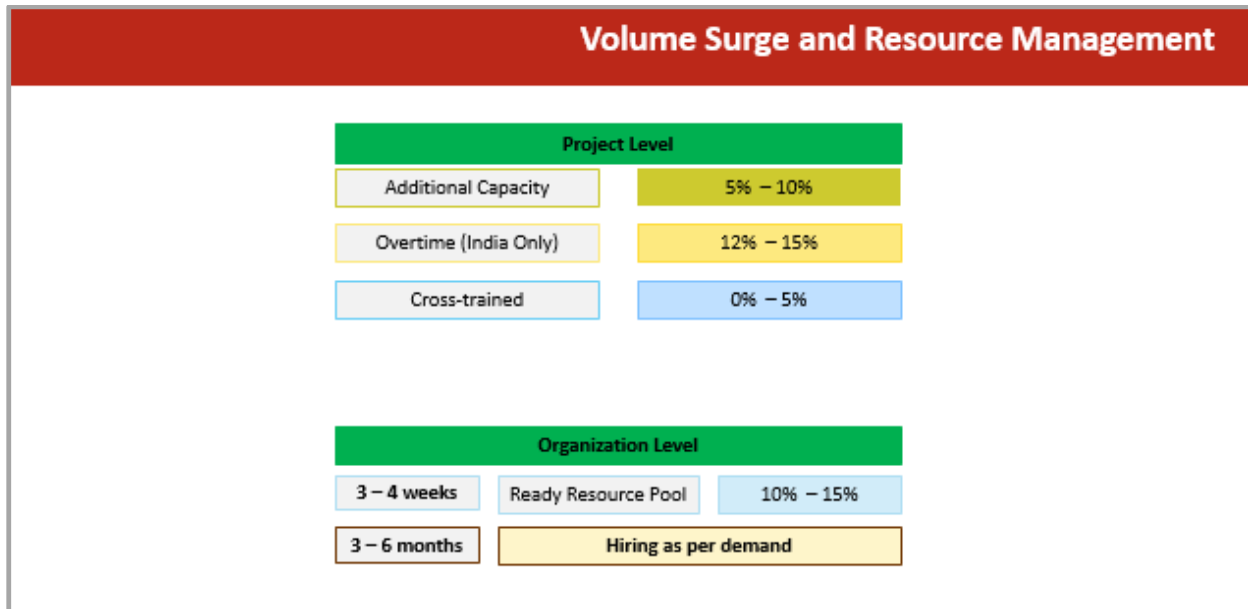 Volume Surge and Resource Management
Project Level
Additional Capacity 5% – 10%
Overtime (India Only) 12% – 15%
Cross-trained 0% – 5%
Organization Level
3 – 4 weeks Ready Resource Pool 10% – 15%
3 – 6 months Hiring as per demand